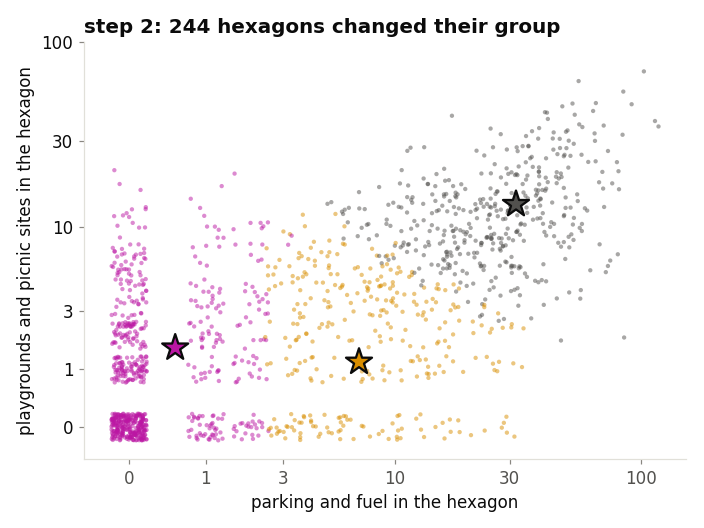 step 2: 244 hexagons changed their group
100
30
10
3
1
0
playgrounds and picnic sites in the hexagon
0 1 3 10 30 100
parking and fuel in the hexagon